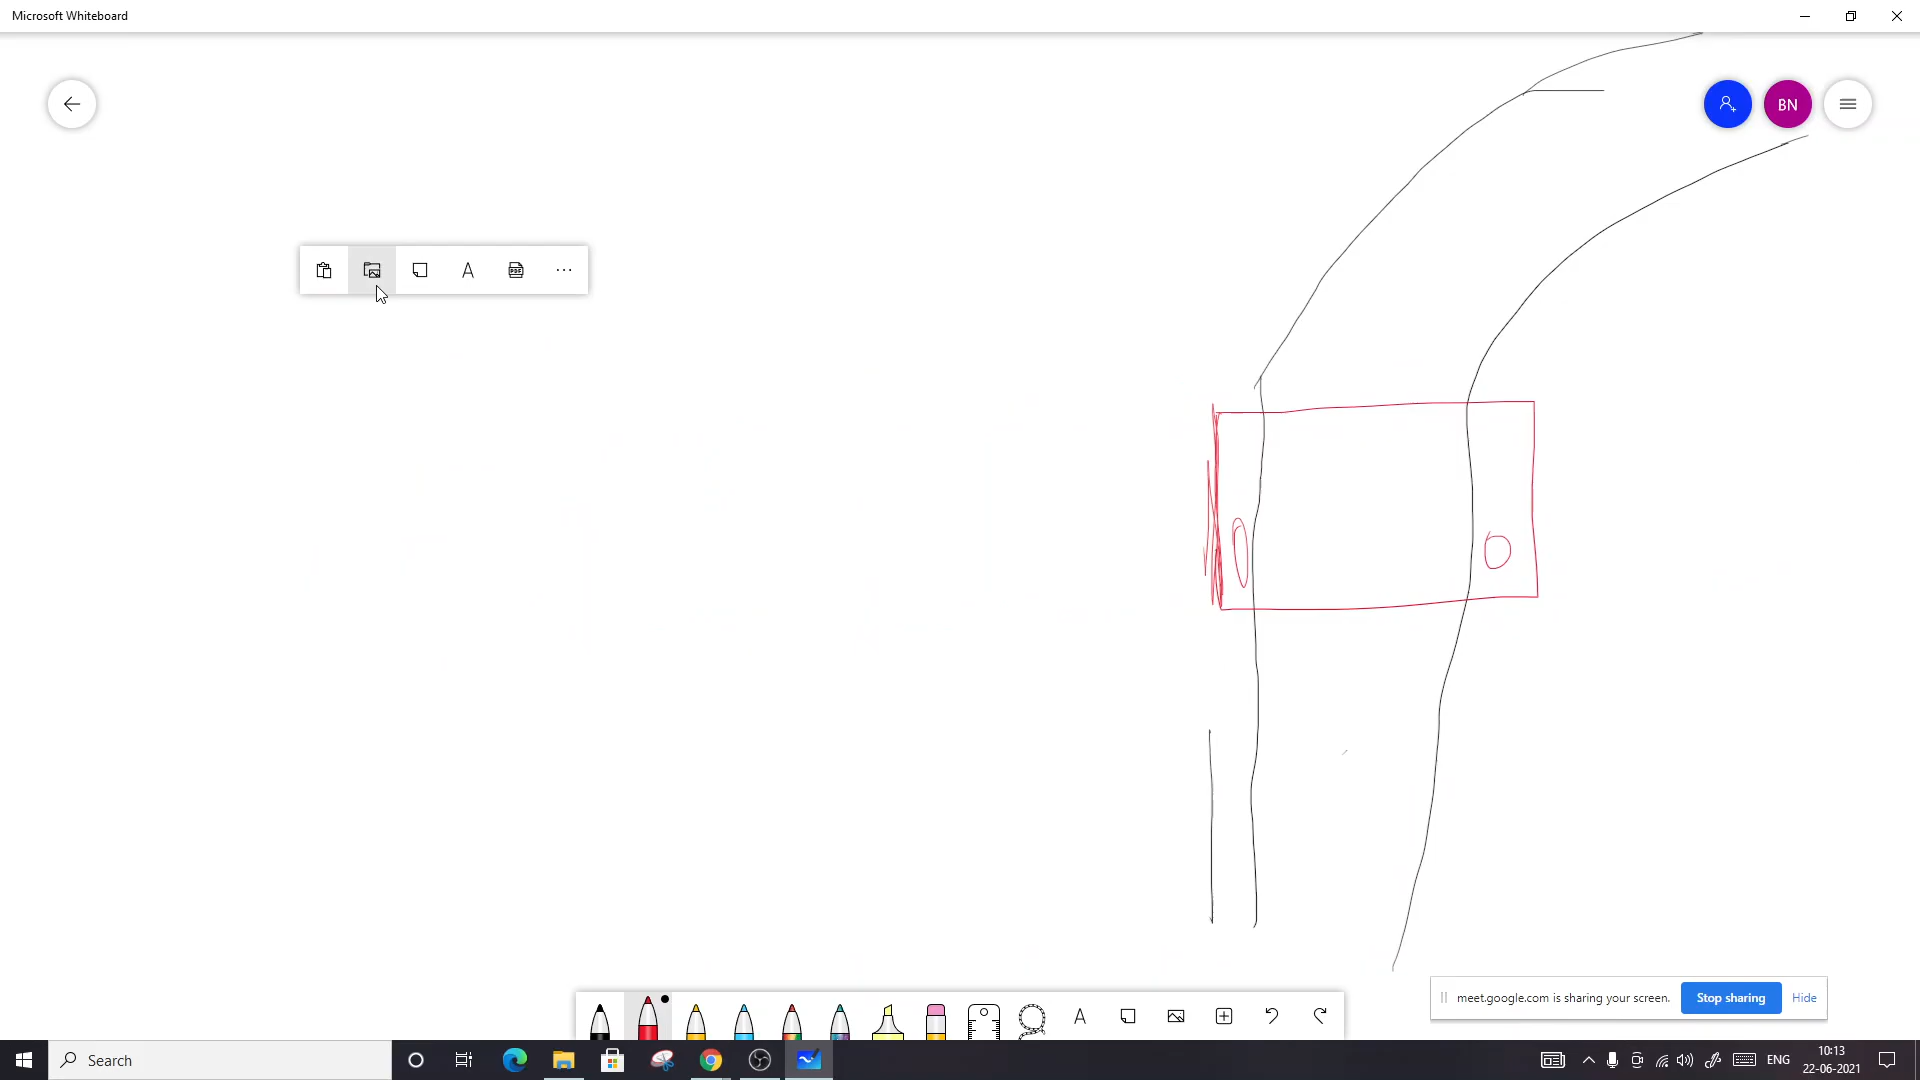 Microsoft Whiteboard
BN
A
PDF
meet.google.com is sharing your screen.
Stop sharing
Hide
A
Search
ENG
10:13
22-06-2021